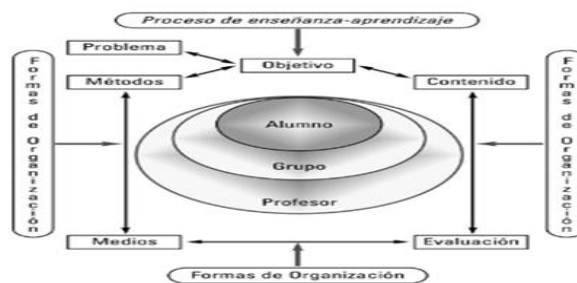 Proceso de enseñanza-aprendizaje
Problema
Objetivo
Métodos
Contenido
Formas de Organización
Formas de Organización
Alumno
Grupo
Profesor
Medios
Evaluación
Formas de Organización